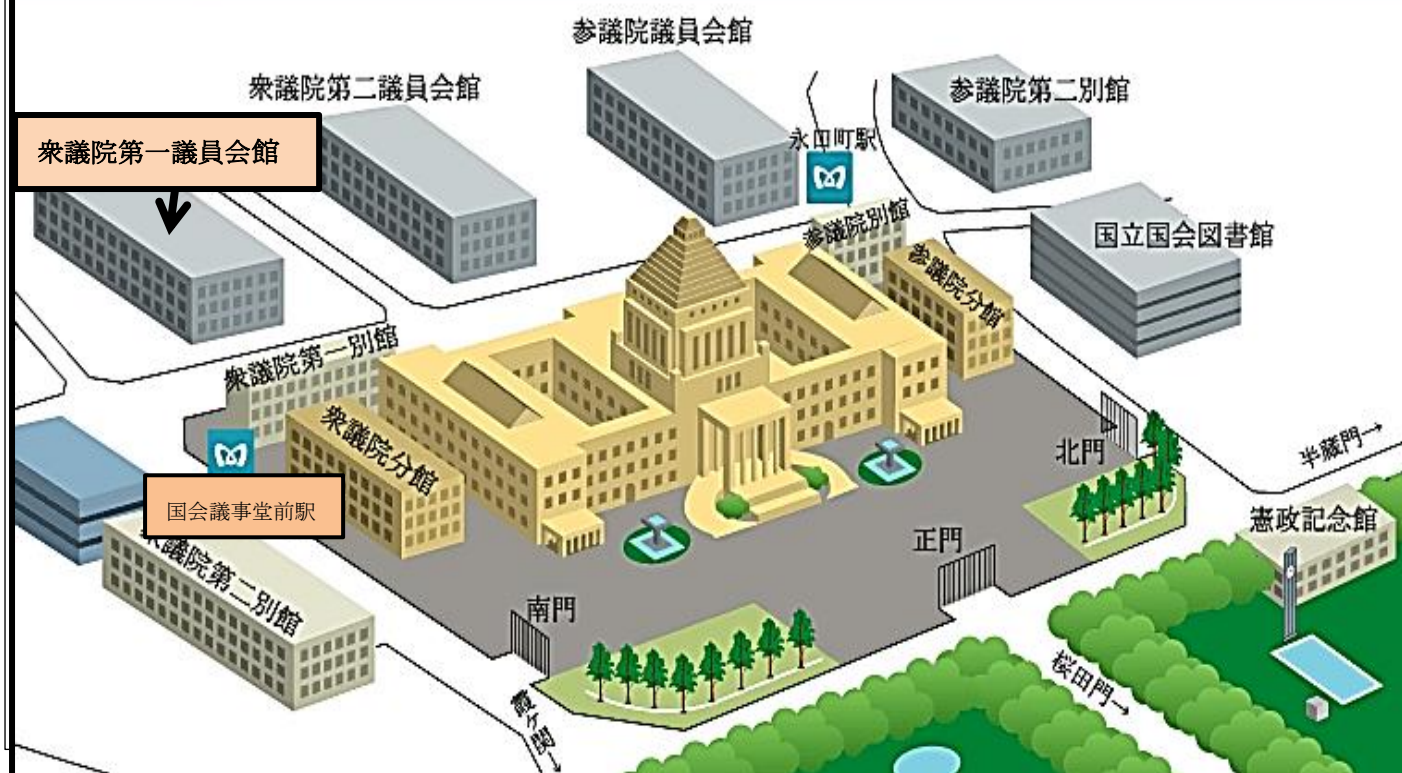 参議院議員会館
衆議院第二議員会館
参議院第二別館
衆議院第一議員会館
永田町駅
参議院別館
国立国会図書館
参議院分館
衆議院第一別館
衆議院分館
北門
半蔵門→
国会議事堂前駅
憲政記念館
正門
衆議院第二別館
南門
桜田門→
霞ヶ関→